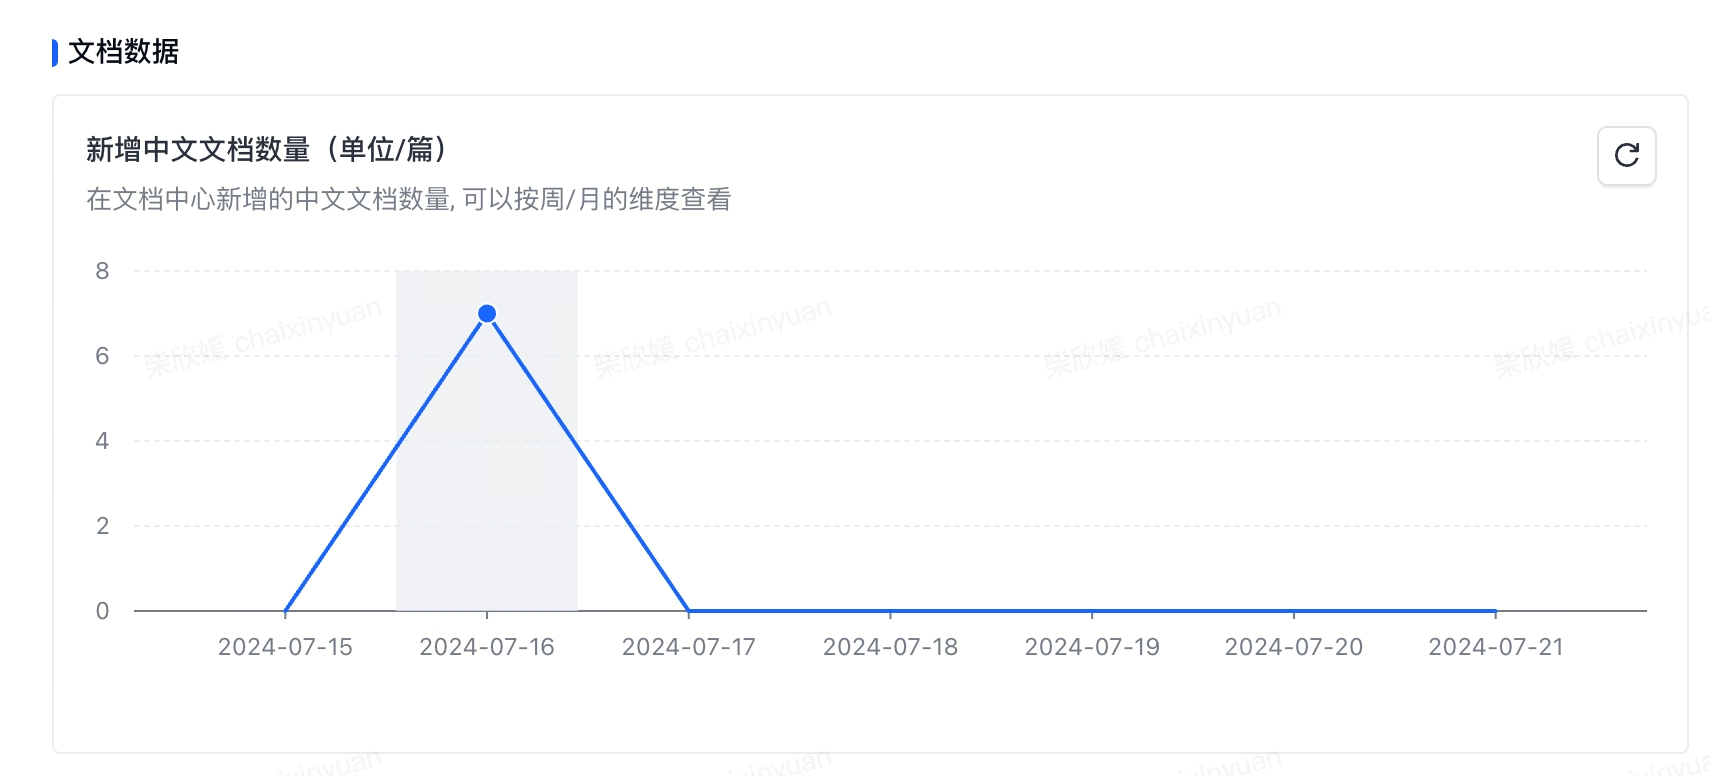 文档数据
新增中文文档数量（单位/篇）
在文档中心新增的中文文档数量, 可以按周/月的维度查看
8
柴欣媛 chaixinyuan
柴欣媛 chaixinyuan
柴欣媛 chaixinyuan
柴欣媛 chaixinyua
6
4
2
0
2024-07-15
2024-07-16
2024-07-17
2024-07-18
2024-07-19
2024-07-20
2024-07-21